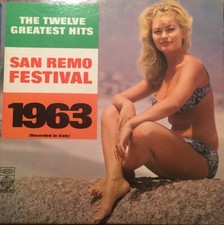 THE TWELVE
GREATEST HITS
SAN REMO
FESTIVAL
1963
(Recorded in Italy)